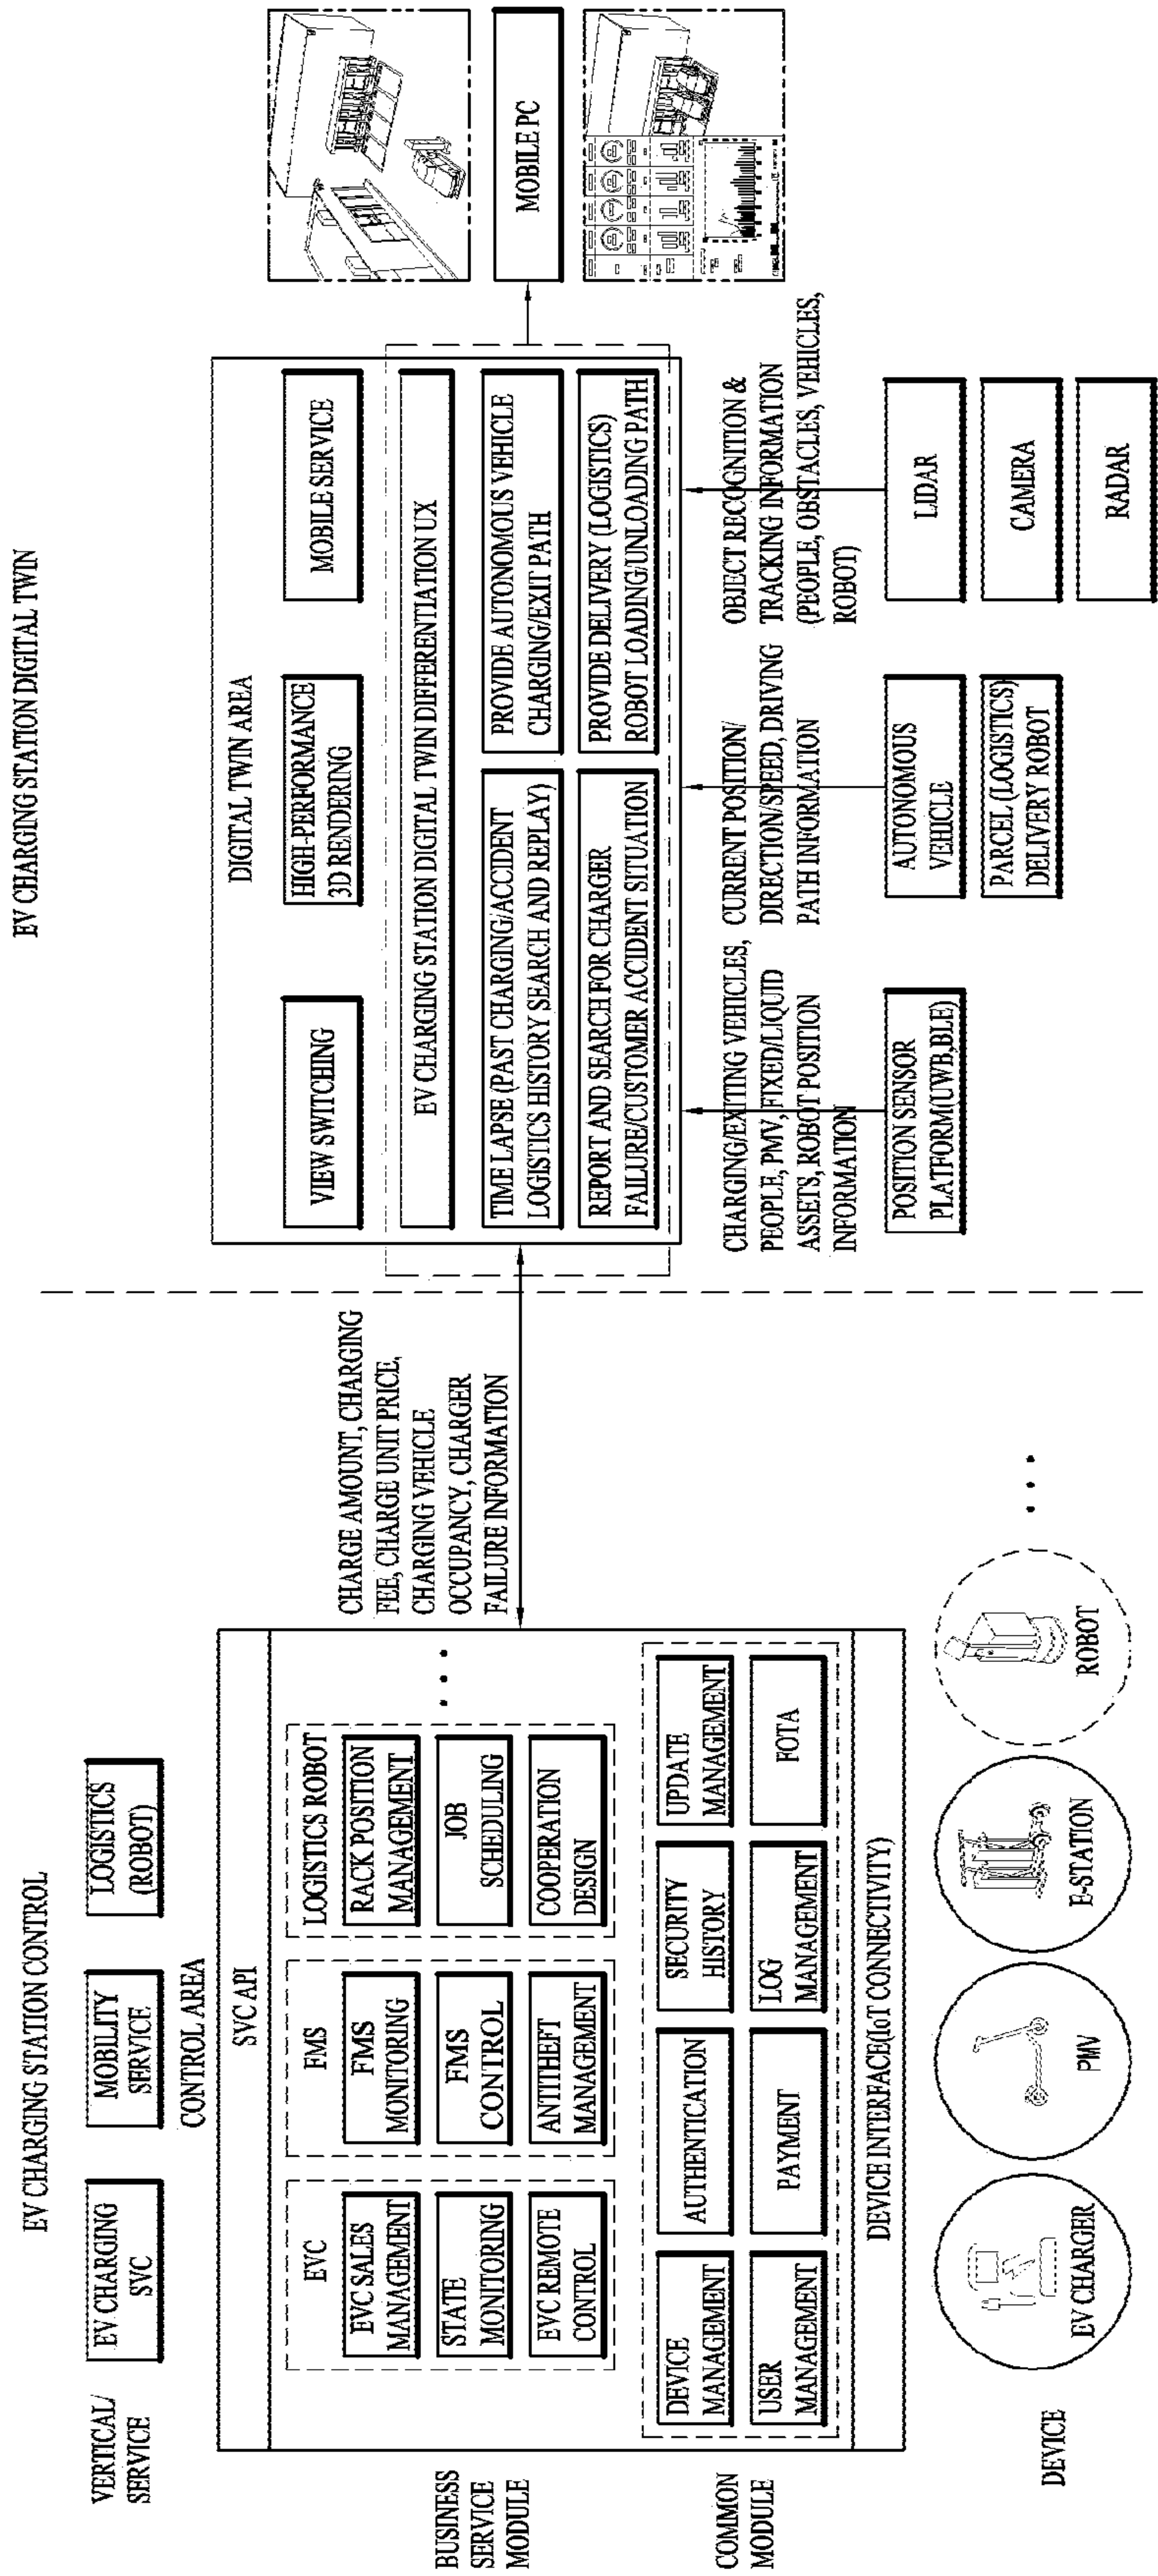 EV CHARGING STATION CONTROL
VERTICAL/
SERVICE
EV CHARGING
SVC
MOBILITY
SERVICE
LOGISTICS
(ROBOT)
CONTROL AREA
SVC API
BUSINESS
SERVICE
MODULE
EVC
EVC SALES
MANAGEMENT
STATE
MONITORING
EVC REMOTE
CONTROL
FMS
FMS
MONITORING
FMS
CONTROL
ANTITHEFT
MANAGEMENT
LOGISTICS ROBOT
RACK POSITION
MANAGEMENT
JOB
SCHEDULING
COOPERATION
DESIGN
• • •
COMMON
MODULE
DEVICE
MANAGEMENT
AUTHENTICATION
SECURITY
HISTORY
UPDATE
MANAGEMENT
USER
MANAGEMENT
PAYMENT
LOG
MANAGEMENT
FOTA
DEVICE INTERFACE(IoT CONNECTIVITY)
DEVICE
EV CHARGER
PMV
E-STATION
ROBOT
• • •
CHARGE AMOUNT, CHARGING
FEE, CHARGE UNIT PRICE,
CHARGING VEHICLE
OCCUPANCY, CHARGER
FAILURE INFORMATION
EV CHARGING STATION DIGITAL TWIN
DIGITAL TWIN AREA
VIEW SWITCHING
HIGH-PERFORMANCE
3D RENDERING
MOBILE SERVICE
EV CHARGING STATION DIGITAL TWIN DIFFERENTIATION UX
TIME LAPSE (PAST CHARGING/ACCIDENT
LOGISTICS HISTORY SEARCH AND REPLAY)
PROVIDE AUTONOMOUS VEHICLE
CHARGING/EXIT PATH
REPORT AND SEARCH FOR CHARGER
FAILURE/CUSTOMER ACCIDENT SITUATION
PROVIDE DELIVERY (LOGISTICS)
ROBOT LOADING/UNLOADING PATH
MOBILE PC
CHARGING/EXITING VEHICLES,
PEOPLE, PMV, FIXED/LIQUID
ASSETS, ROBOT POSITION
INFORMATION
CURRENT POSITION/
DIRECTION/SPEED, DRIVING
PATH INFORMATION
OBJECT RECOGNITION &
TRACKING INFORMATION
(PEOPLE, OBSTACLES, VEHICLES,
ROBOT)
POSITION SENSOR
PLATFORM(UWB,BLE)
AUTONOMOUS
VEHICLE
PARCEL (LOGISTICS)
DELIVERY ROBOT
LIDAR
CAMERA
RADAR